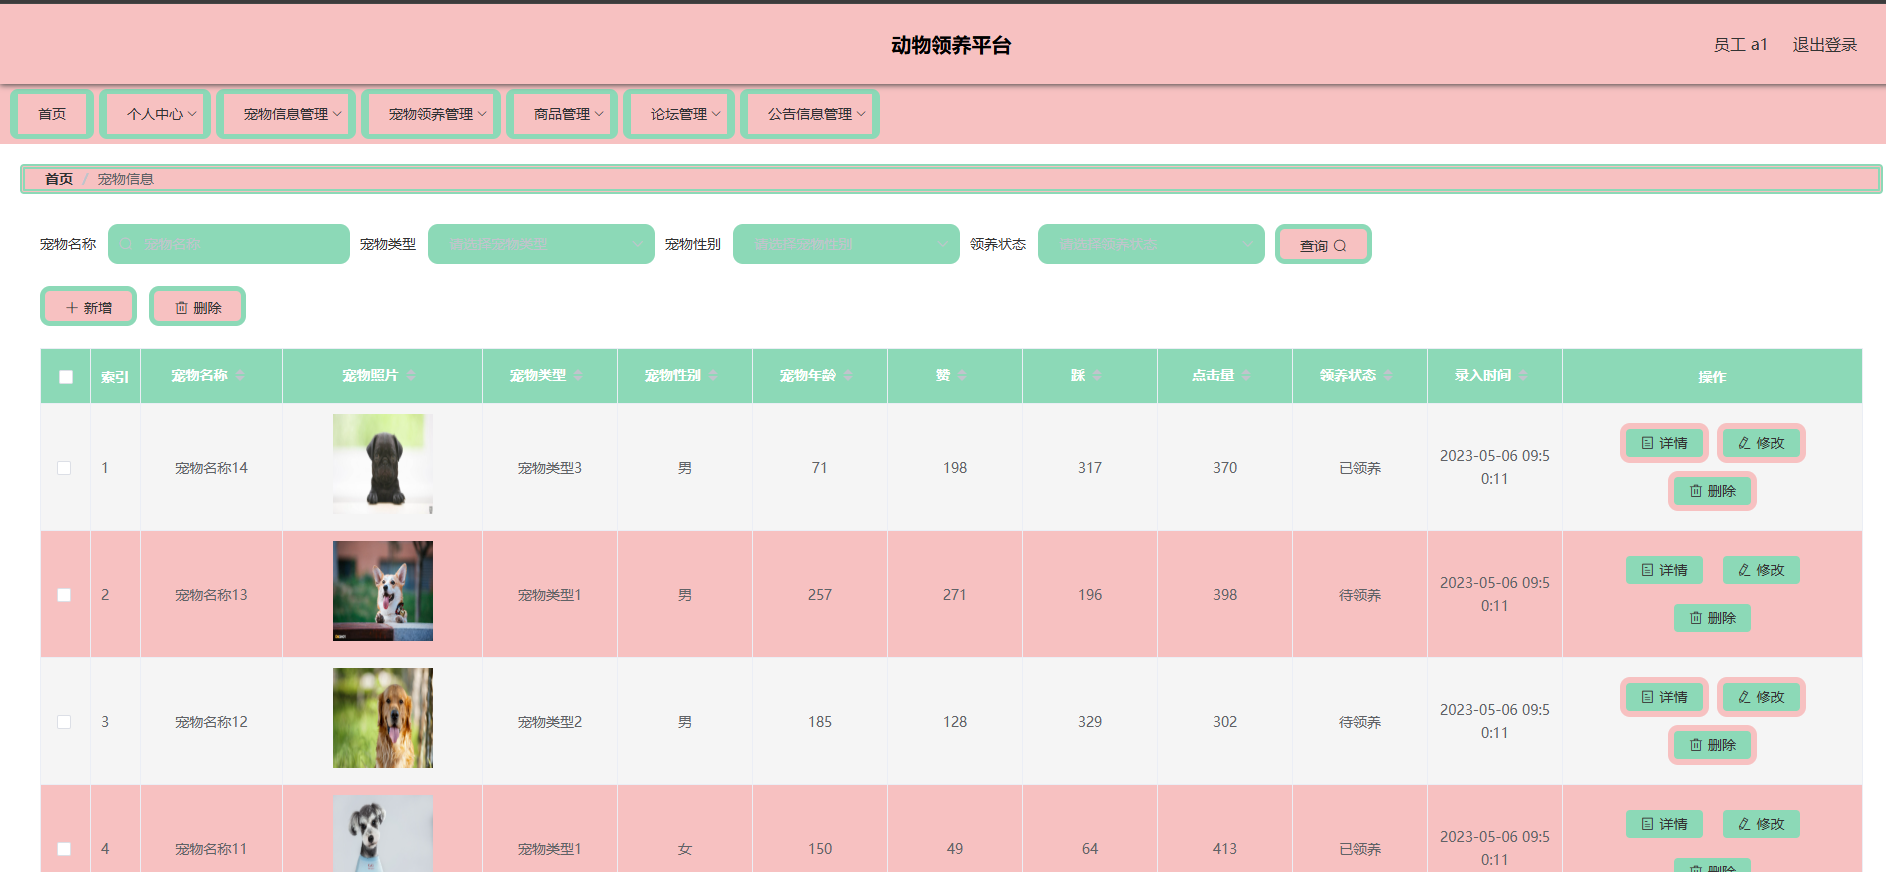 动物领养平台
员工 a1 退出登录
首页 个人中心 宠物信息管理 宠物领养管理 商品管理 论坛管理 公告信息管理
首页 / 宠物信息
宠物名称 宠物名称 宠物类型 请选择宠物类型 宠物性别 请选择宠物性别 领养状态 请选择领养状态 查询
新增 删除
索引 宠物名称 宠物照片 宠物类型 宠物性别 宠物年龄 赞 踩 点击量 领养状态 录入时间 操作
1 宠物名称14 宠物类型3 男 71 198 317 370 已领养 2023-05-06 09:5
0:11
详情 修改
删除
2 宠物名称13 宠物类型1 男 257 271 196 398 待领养 2023-05-06 09:5
0:11
详情 修改
删除
3 宠物名称12 宠物类型2 男 185 128 329 302 待领养 2023-05-06 09:5
0:11
详情 修改
删除
4 宠物名称11 宠物类型1 女 150 49 64 413 已领养 2023-05-06 09:5
0:11
详情 修改
删除